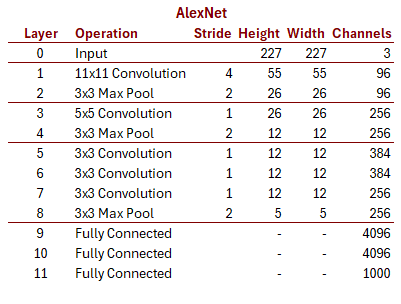 AlexNet
Layer Operation Stride Height Width Channels
0 Input 227 227 3
1 11x11 Convolution 4 55 55 96
2 3x3 Max Pool 2 26 26 96
3 5x5 Convolution 1 26 26 256
4 3x3 Max Pool 2 12 12 256
5 3x3 Convolution 1 12 12 384
6 3x3 Convolution 1 12 12 384
7 3x3 Convolution 1 12 12 256
8 3x3 Max Pool 2 5 5 256
9 Fully Connected - - 4096
10 Fully Connected - - 4096
11 Fully Connected - - 1000